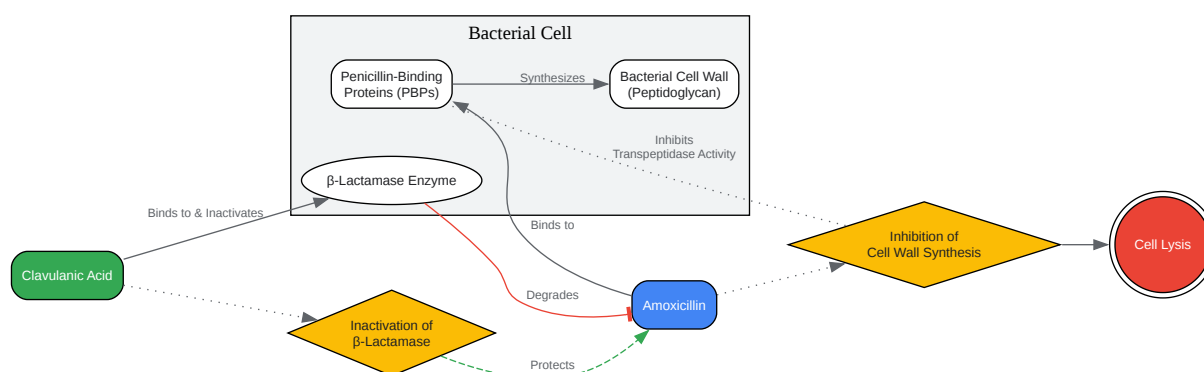 Bacterial Cell
Penicillin-Binding
Proteins (PBPs)
Synthesizes
Bacterial Cell Wall
(Peptidoglycan)
Inhibits
Transpeptidase Activity
β-Lactamase Enzyme
Binds to & Inactivates
Binds to
Inhibition of
Cell Wall Synthesis
Cell Lysis
Clavulanic Acid
Degrades
Amoxicillin
Inactivation of
β-Lactamase
Protects